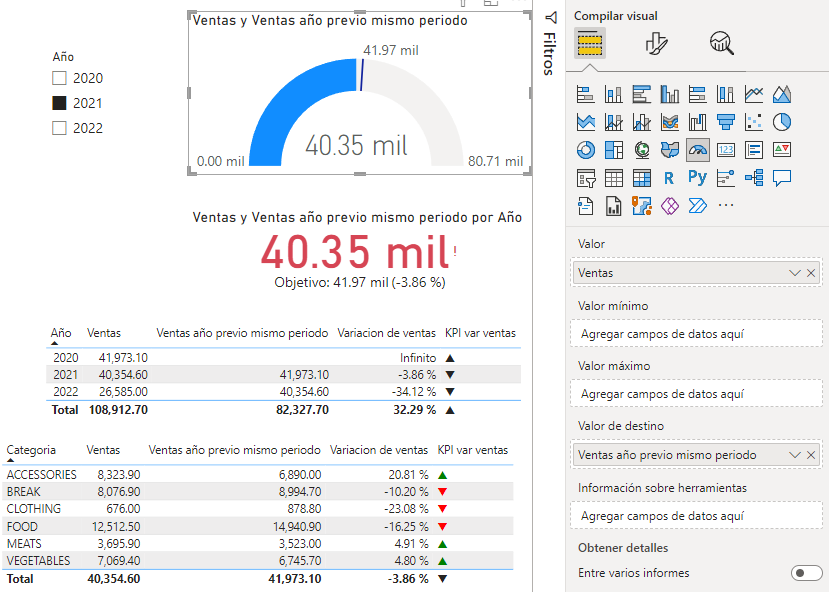 Ventas y Ventas año previo mismo periodo
41.97 mil
40.35 mil
0.00 mil
80.71 mil
Año
2020
2021
2022
Ventas y Ventas año previo mismo periodo por Año
40.35 mil!
Objetivo: 41.97 mil (-3.86 %)
Año Ventas Ventas año previo mismo periodo Variacion de ventas KPI var ventas
2020 41,973.10 Infinito ▲
2021 40,354.60 41,973.10 -3.86 % ▼
2022 26,585.00 40,354.60 -34.12 % ▼
Total 108,912.70 82,327.70 32.29 % ▲
Categoria Ventas Ventas año previo mismo periodo Variacion de ventas KPI var ventas
ACCESSORIES 8,323.90 6,890.00 20.81 % ▲
BREAK 8,076.90 8,994.70 -10.20 % ▼
CLOTHING 676.00 878.80 -23.08 % ▼
FOOD 12,512.50 14,940.90 -16.25 % ▼
MEATS 3,695.90 3,523.00 4.91 % ▲
VEGETABLES 7,069.40 6,745.70 4.80 % ▲
Total 40,354.60 41,973.10 -3.86 % ▼
Filtros
Compilar visual
123
R
Py
...
Valor
Ventas
Valor mínimo
Agregar campos de datos aquí
Valor máximo
Agregar campos de datos aquí
Valor de destino
Ventas año previo mismo periodo
Información sobre herramientas
Agregar campos de datos aquí
Obtener detalles
Entre varios informes